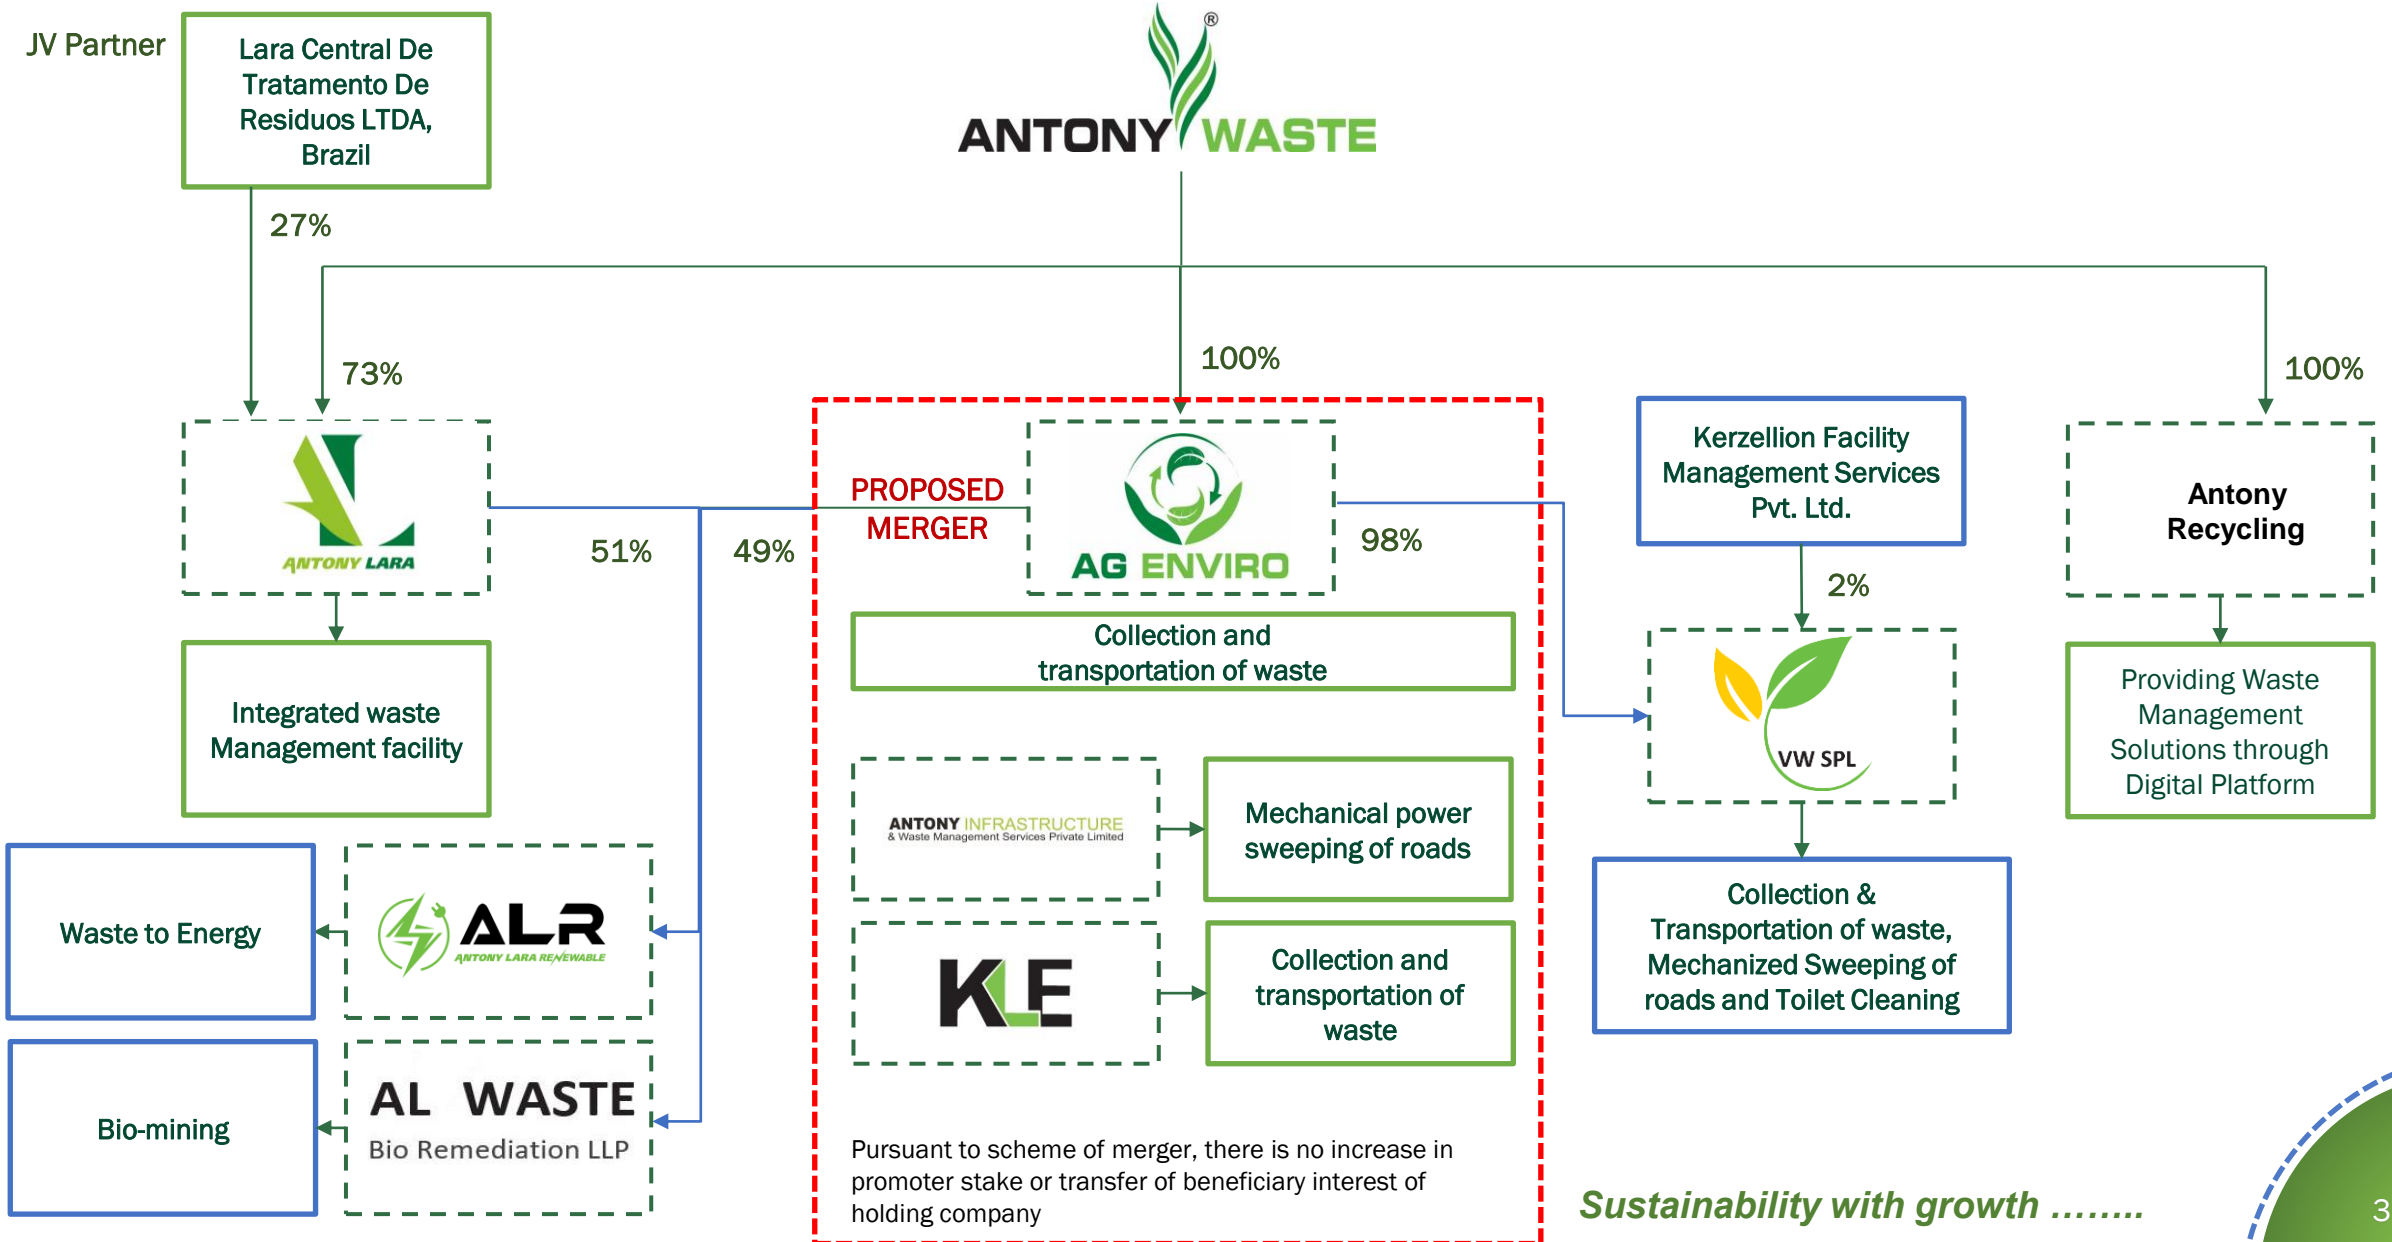 JV Partner
Lara Central De
Tratamento De
Residuos LTDA,
Brazil
®
ANTONY WASTE
27%
73%
100%
100%
ANTONY LARA
51%
49%
PROPOSED
MERGER
AG ENVIRO
98%
Kerzellion Facility
Management Services
Pvt. Ltd.
2%
Antony
Recycling
Integrated waste
Management facility
Collection and
transportation of waste
VW SPL
Providing Waste
Management
Solutions through
Digital Platform
ANTONY INFRASTRUCTURE
& Waste Management Services Private Limited
Mechanical power
sweeping of roads
Waste to Energy
ALR
ANTONY LARA RENEWABLE
KLE
Collection and
transportation of
waste
Collection &
Transportation of waste,
Mechanized Sweeping of
roads and Toilet Cleaning
Bio-mining
AL WASTE
Bio Remediation LLP
Pursuant to scheme of merger, there is no increase in
promoter stake or transfer of beneficiary interest of
holding company
Sustainability with growth ........
3